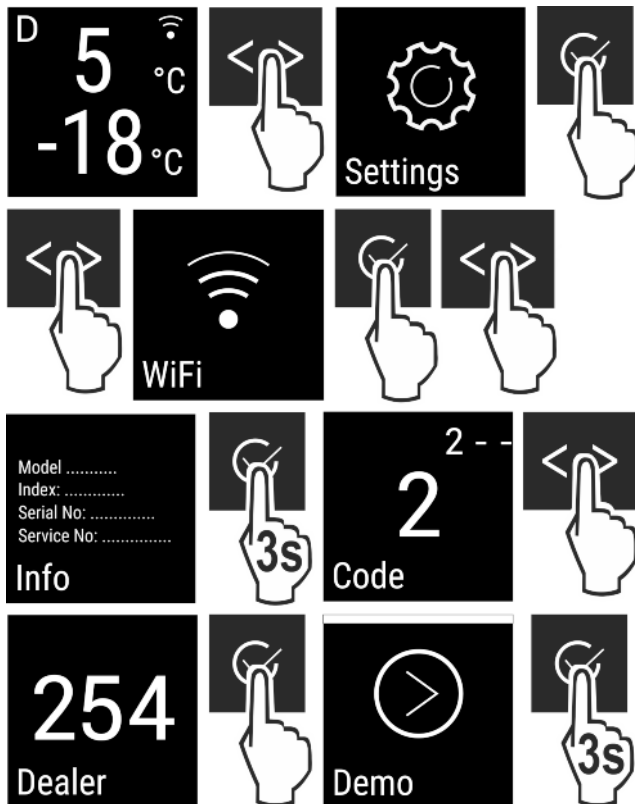 D
5 °C
-18 °C
< >
Settings
< >
WiFi
< >
Model ...........
Index: .............
Serial No: ..............
Service No: ...............
Info
3s
2 - -
2
Code
< >
254
Dealer
>
Demo
3s